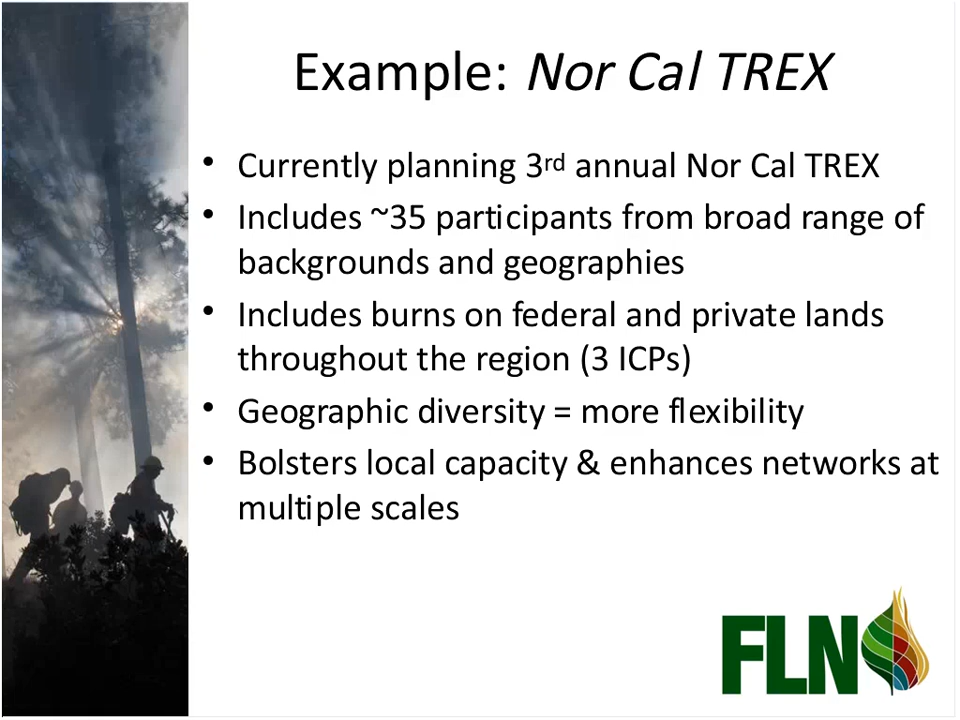 Example: Nor Cal TREX
• Currently planning 3rd annual Nor Cal TREX
• Includes ~35 participants from broad range of
backgrounds and geographies
• Includes burns on federal and private lands
throughout the region (3 ICPs)
• Geographic diversity = more flexibility
• Bolsters local capacity & enhances networks at
multiple scales
FLN